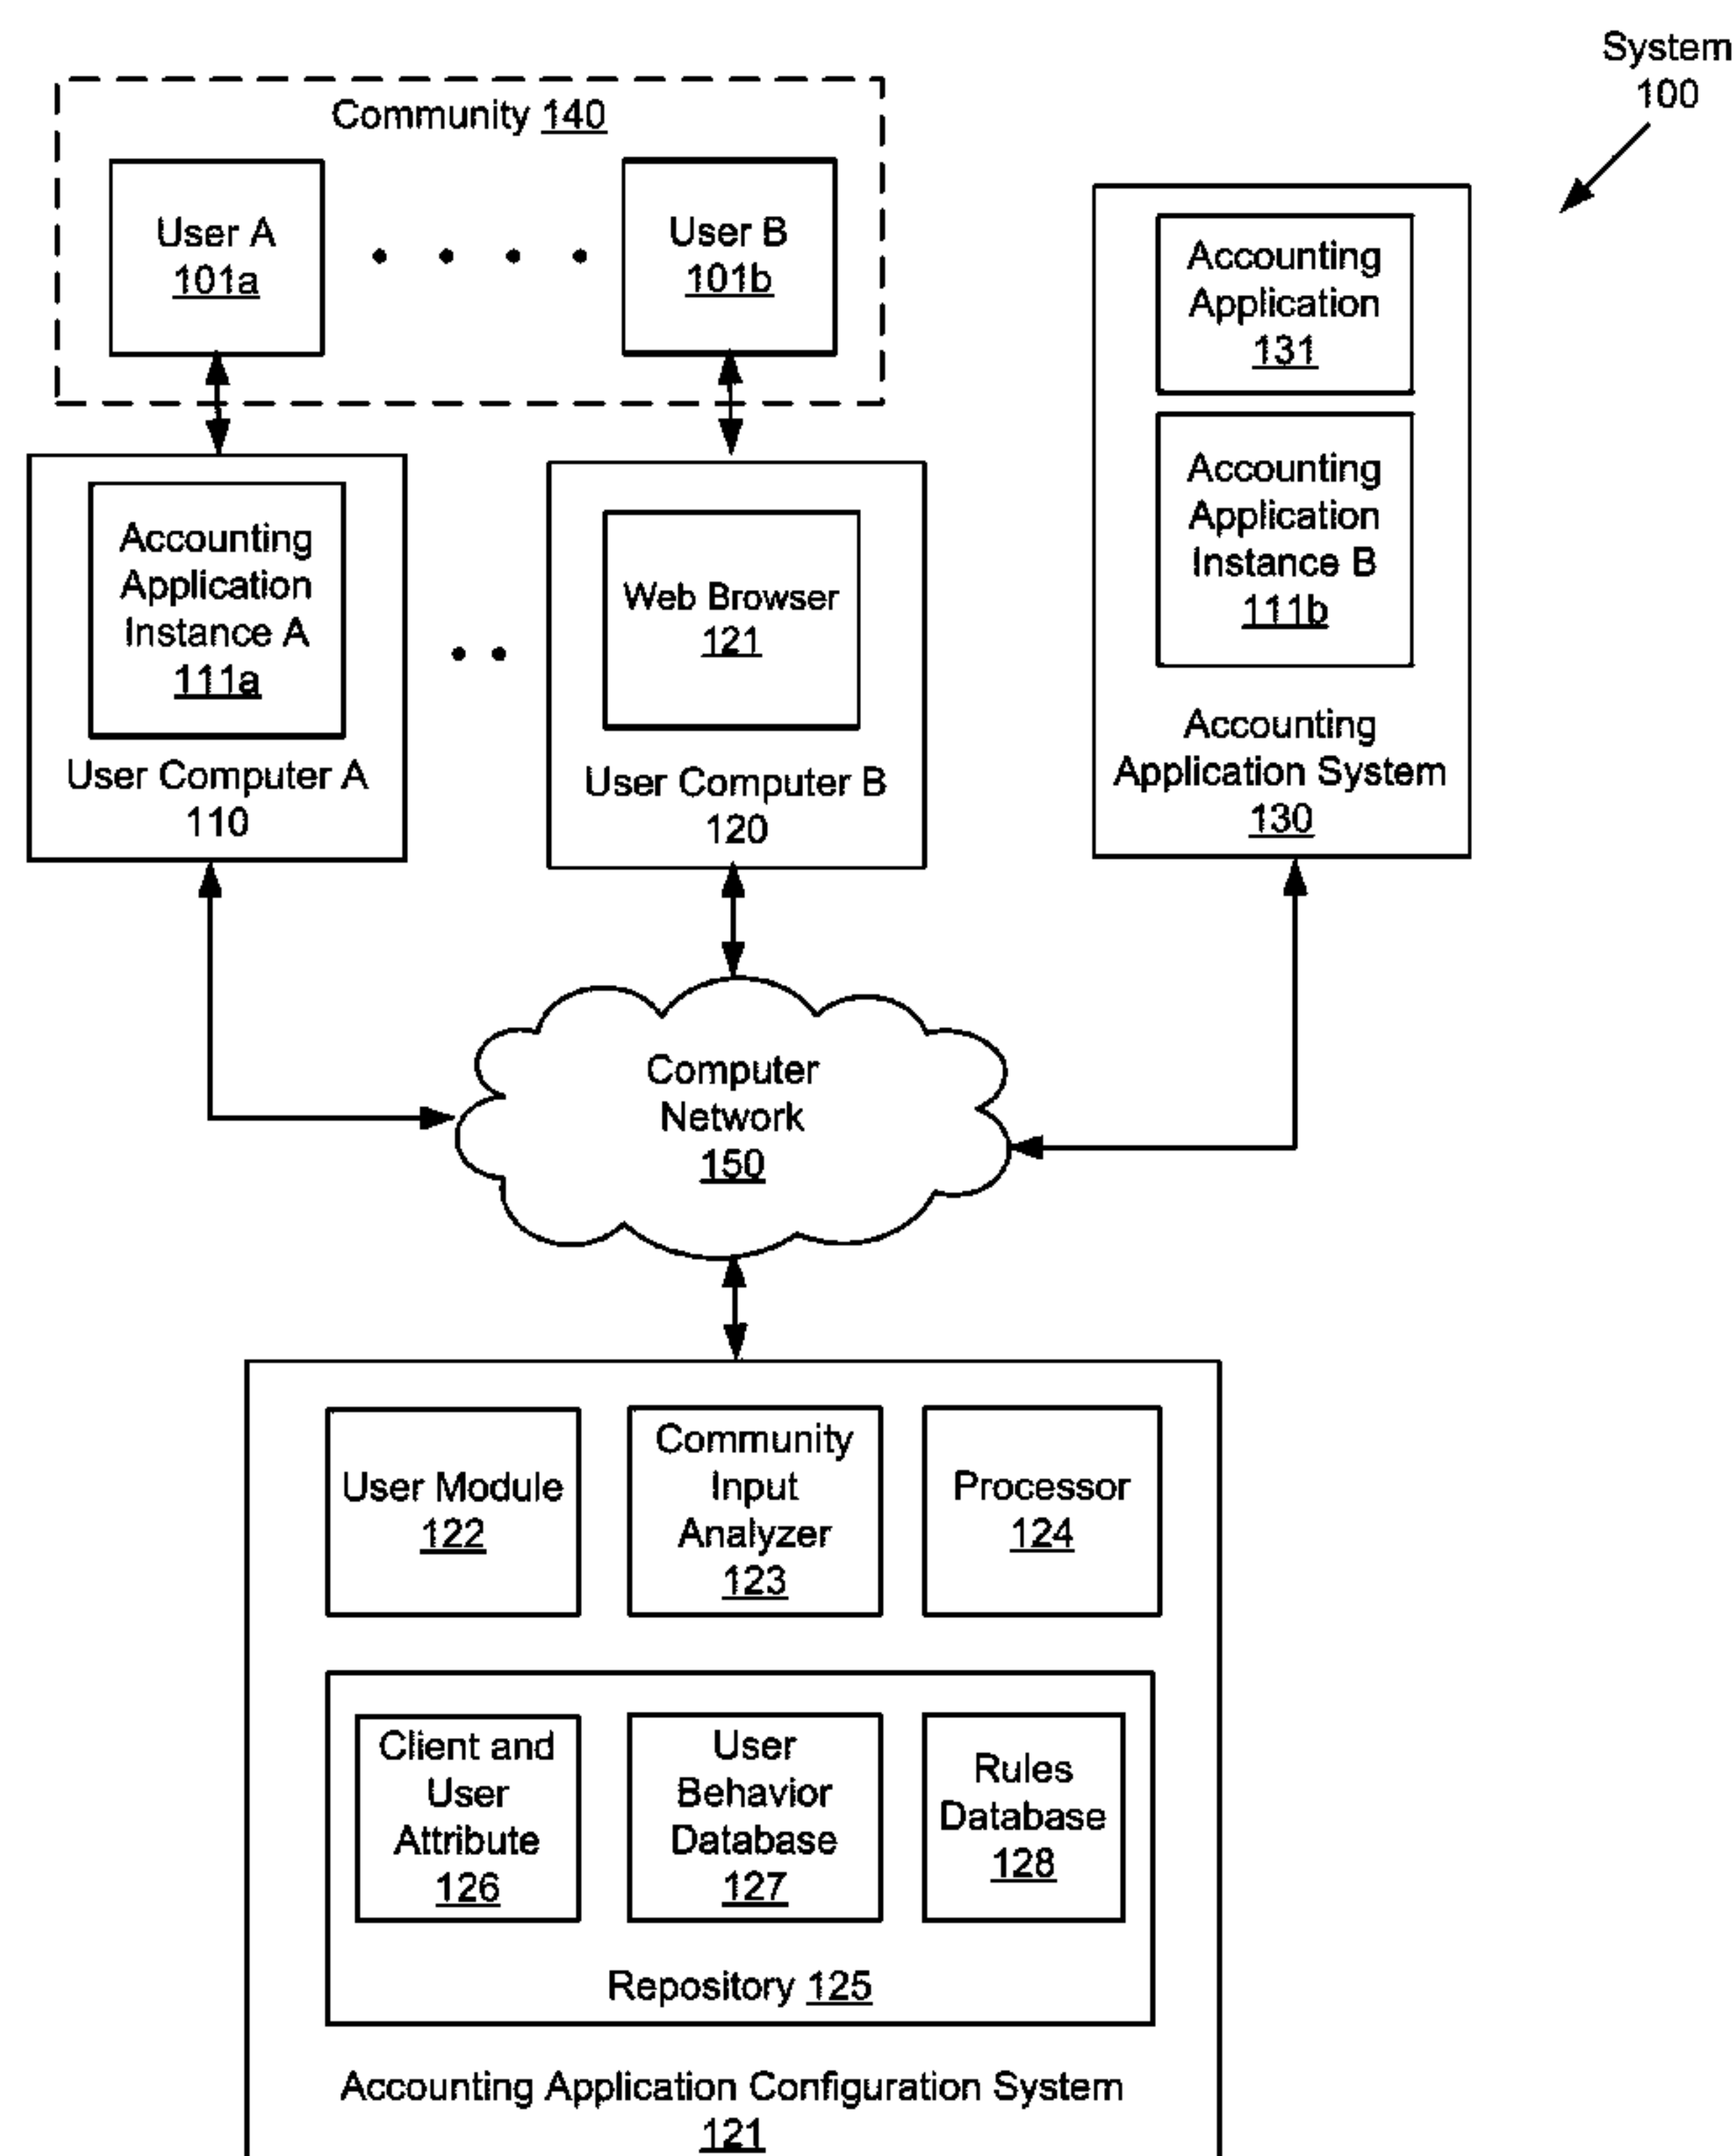 System
100
Community 140
User A
101a
User B
101b
Accounting
Application
131
Accounting
Application
Instance B
111b
Accounting
Application System
130
Accounting
Application
Instance A
111a
User Computer A
110
Web Browser
121
User Computer B
120
Computer
Network
150
User Module
122
Community
Input
Analyzer
123
Processor
124
Client and
User
Attribute
126
User
Behavior
Database
127
Rules
Database
128
Repository 125
Accounting Application Configuration System
121